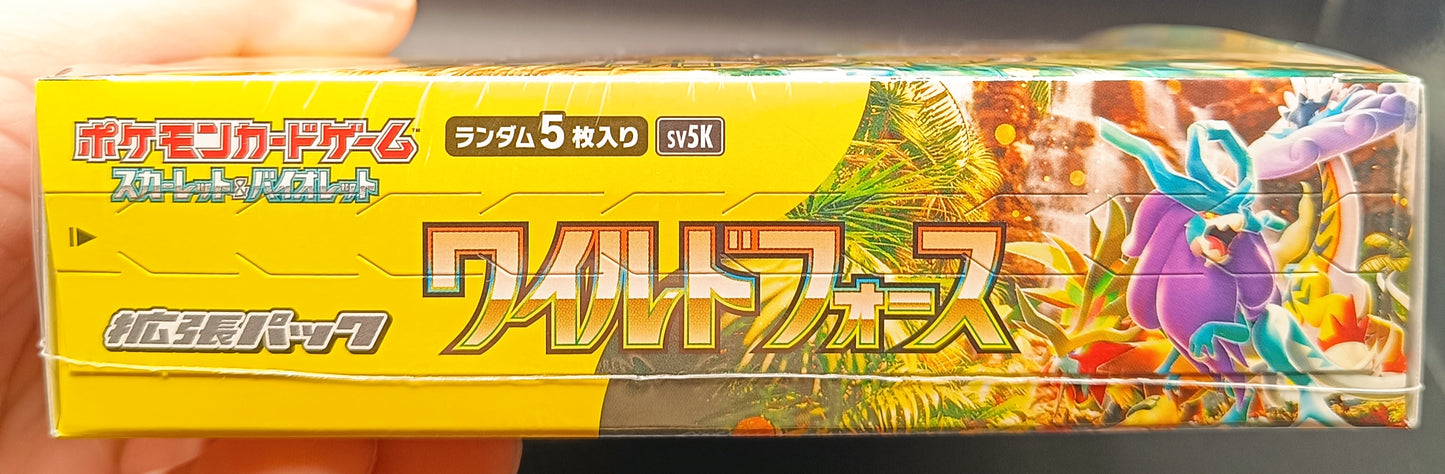 ポケモンカードゲーム™
スカーレット&バイオレット
ランダム5枚入り
SV5K
ワイルドフォース
拡張パック